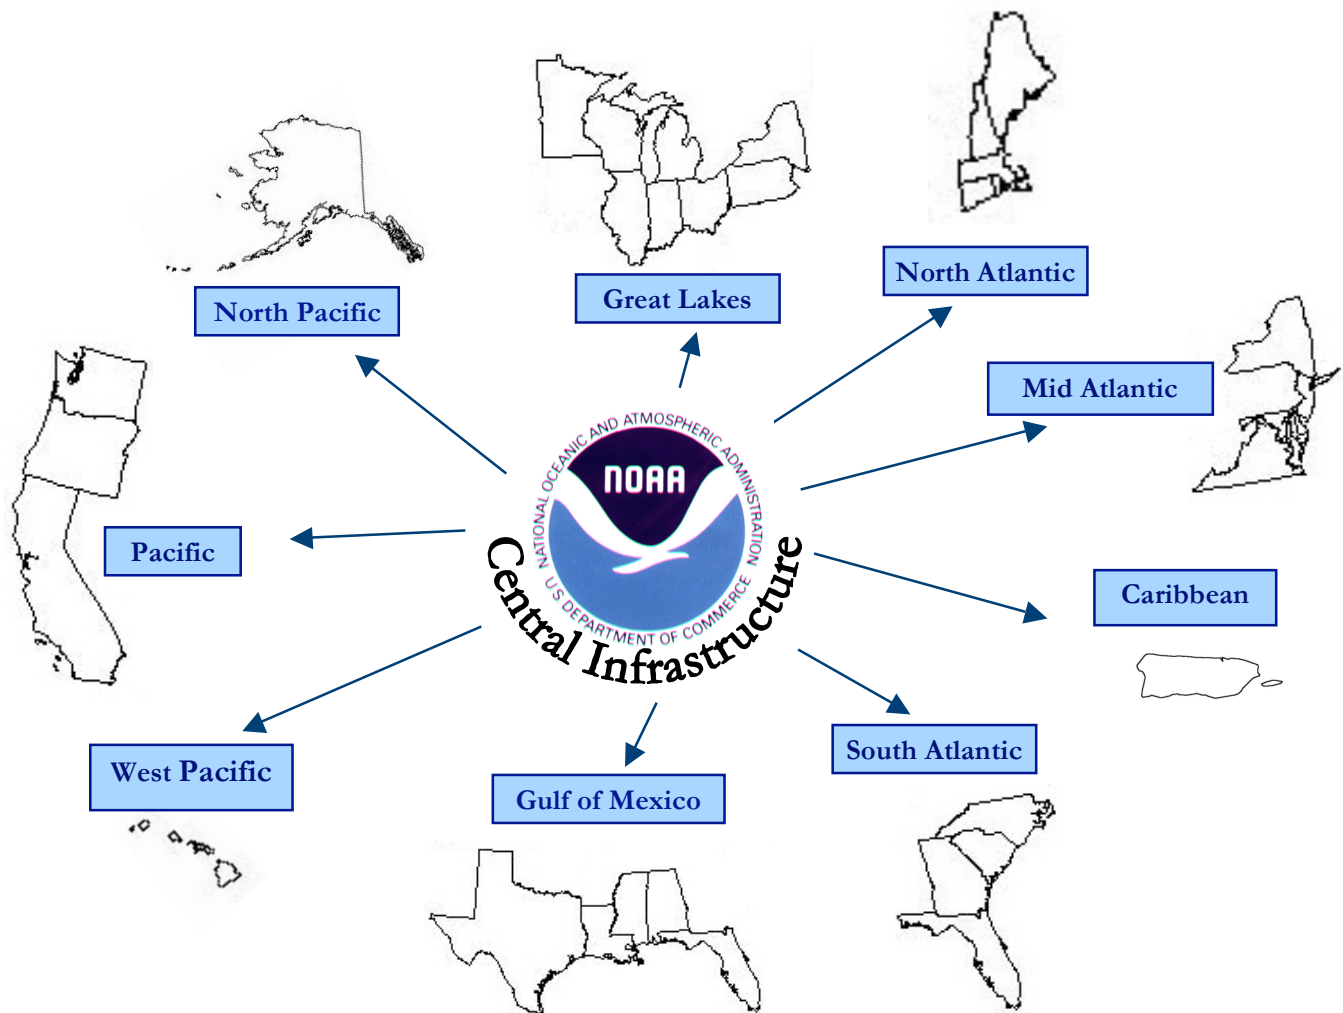 North Atlantic
Great Lakes
North Pacific
Mid Atlantic
NATIONAL OCEANIC AND ATMOSPHERIC ADMINISTRATION
NOAA
U.S. DEPARTMENT OF COMMERCE
Central Infrastructure
Pacific
Caribbean
South Atlantic
West Pacific
Gulf of Mexico